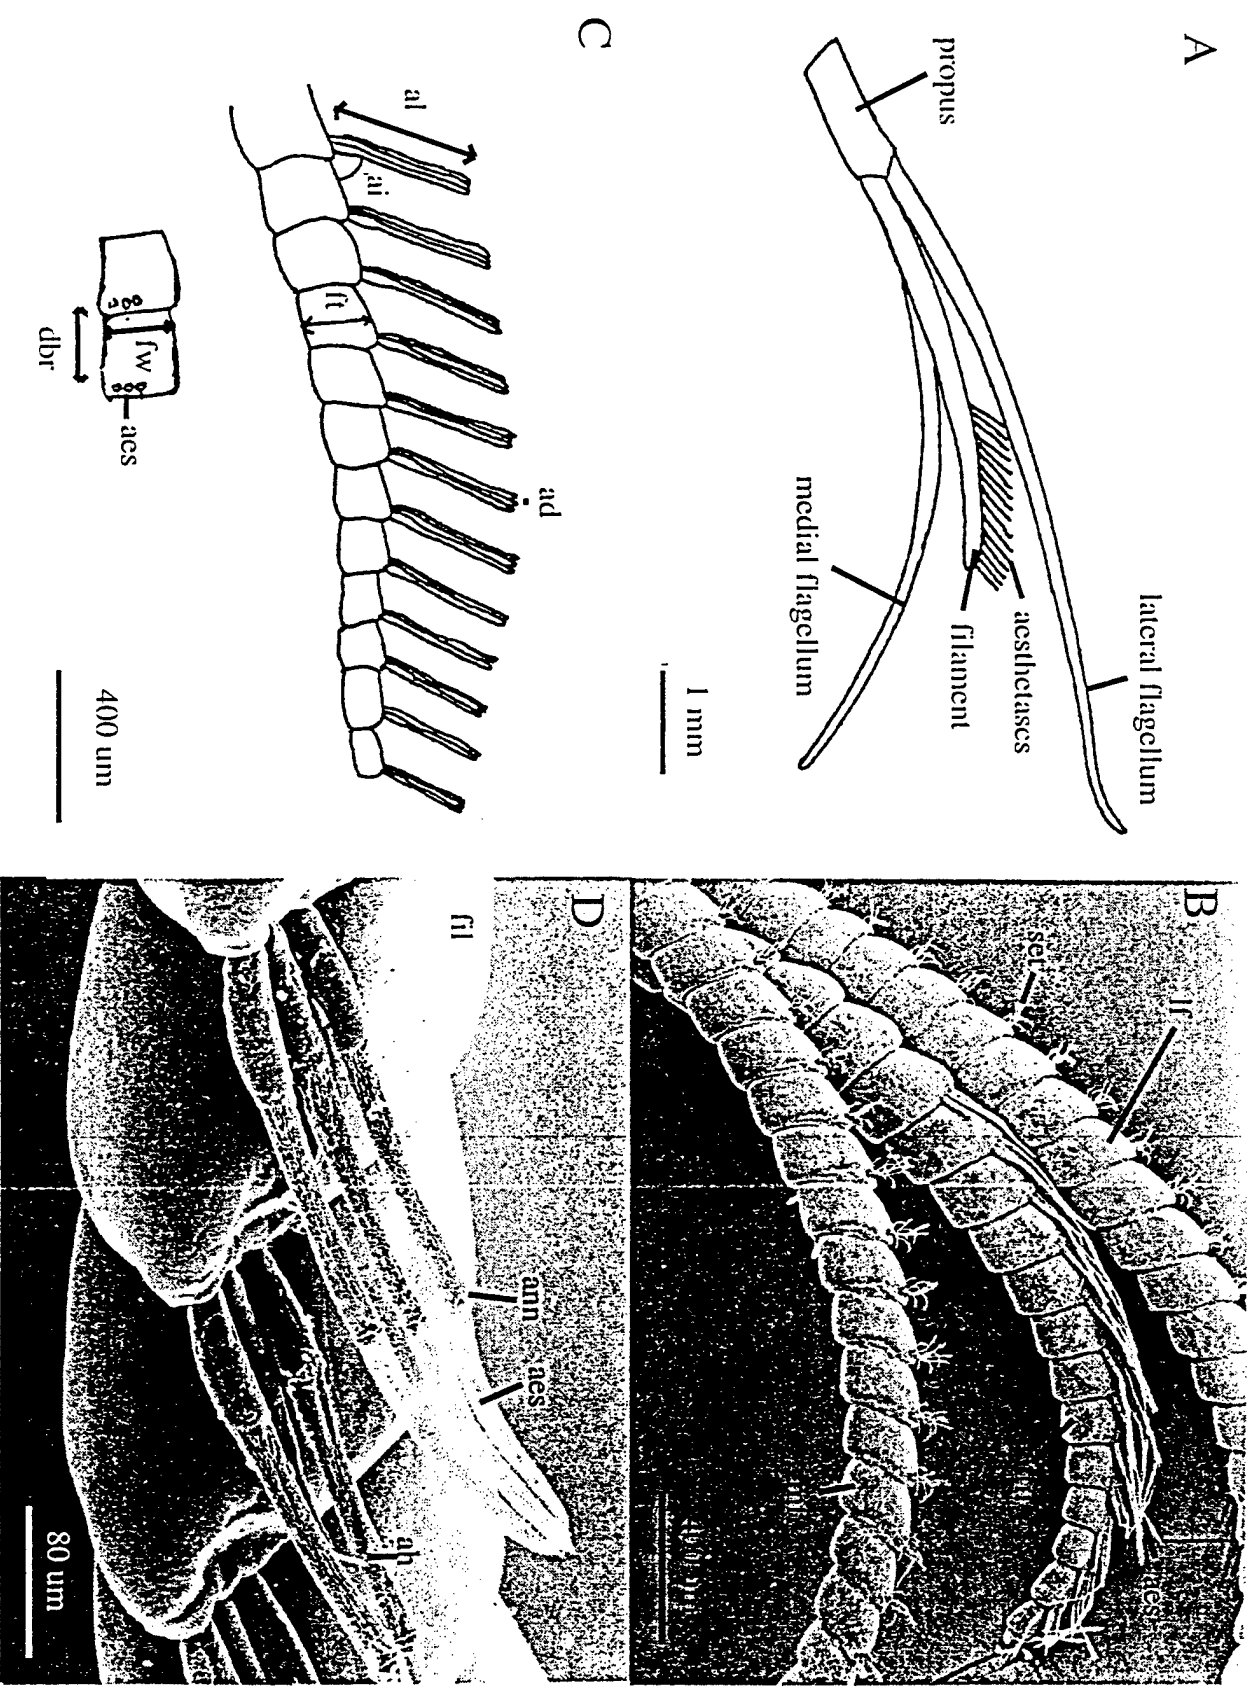 A
propus
lateral flagellum
aesthetascs
filament
medial flagellum
1 mm
B
set
lf
C
al
ai
ft
ad
fw
dbr
aes
400 um
D
fil
ann
aes
ah
80 um